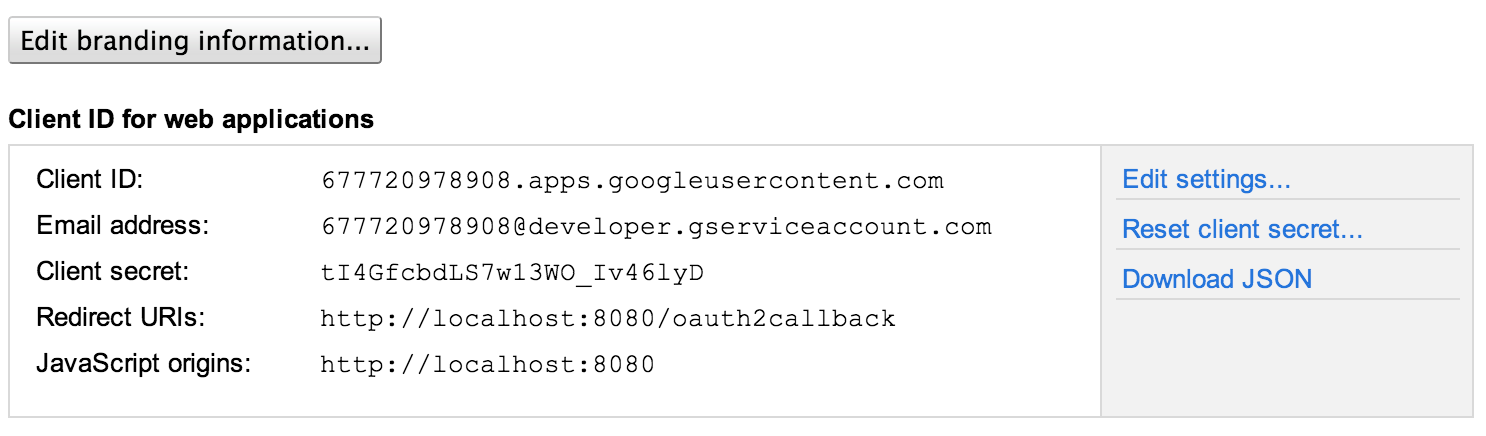 Edit branding information...
Client ID for web applications
Client ID: 677720978908.apps.googleusercontent.com
Edit settings...
Email address: 677720978908@developer.gserviceaccount.com
Reset client secret...
Client secret: tI4GfcbdLS7w13WO_Iv46lyD
Download JSON
Redirect URIs: http://localhost:8080/oauth2callback
JavaScript origins: http://localhost:8080